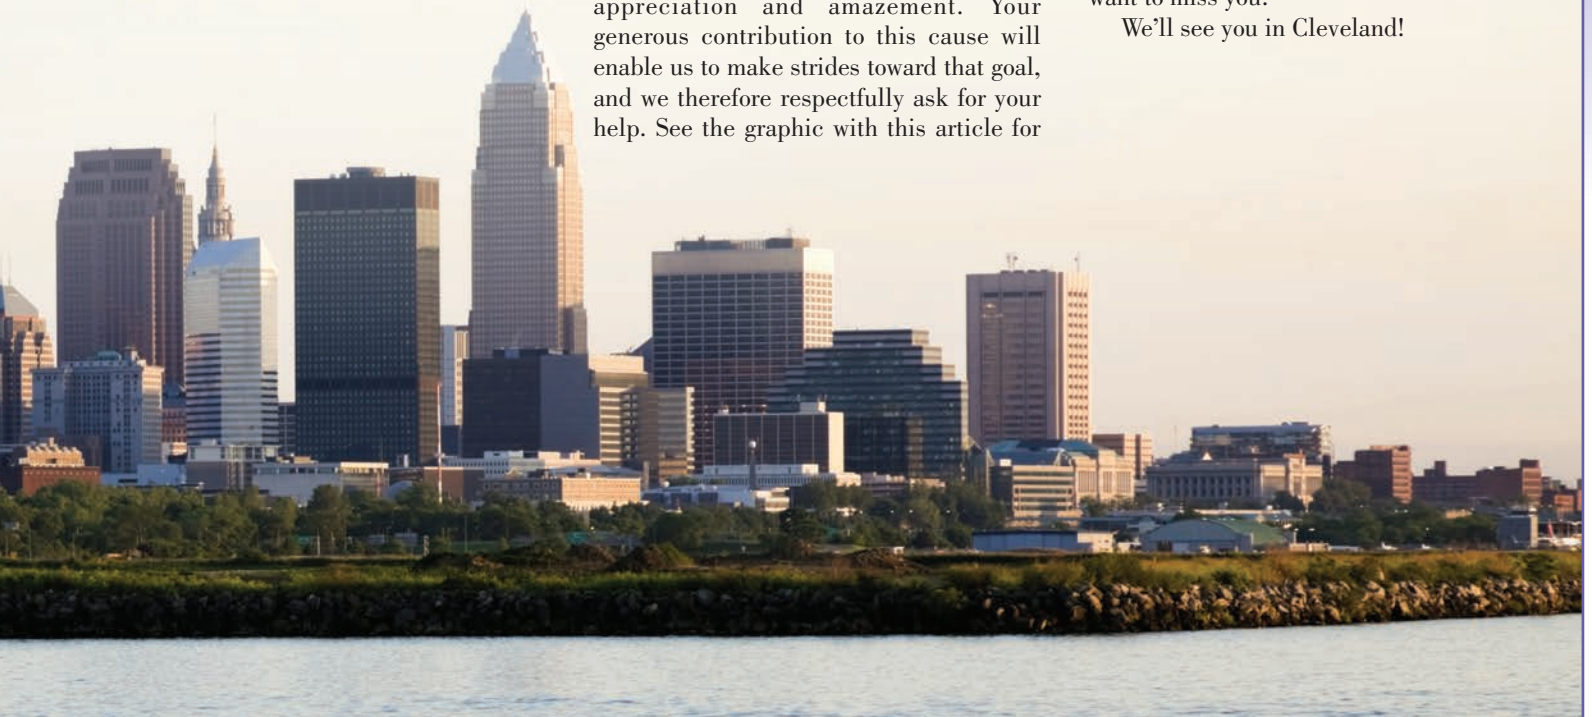 appreciation and amazement. Your
generous contribution to this cause will
enable us to make strides toward that goal,
and we therefore respectfully ask for your
help. See the graphic with this article for
want to miss you.
We’ll see you in Cleveland!